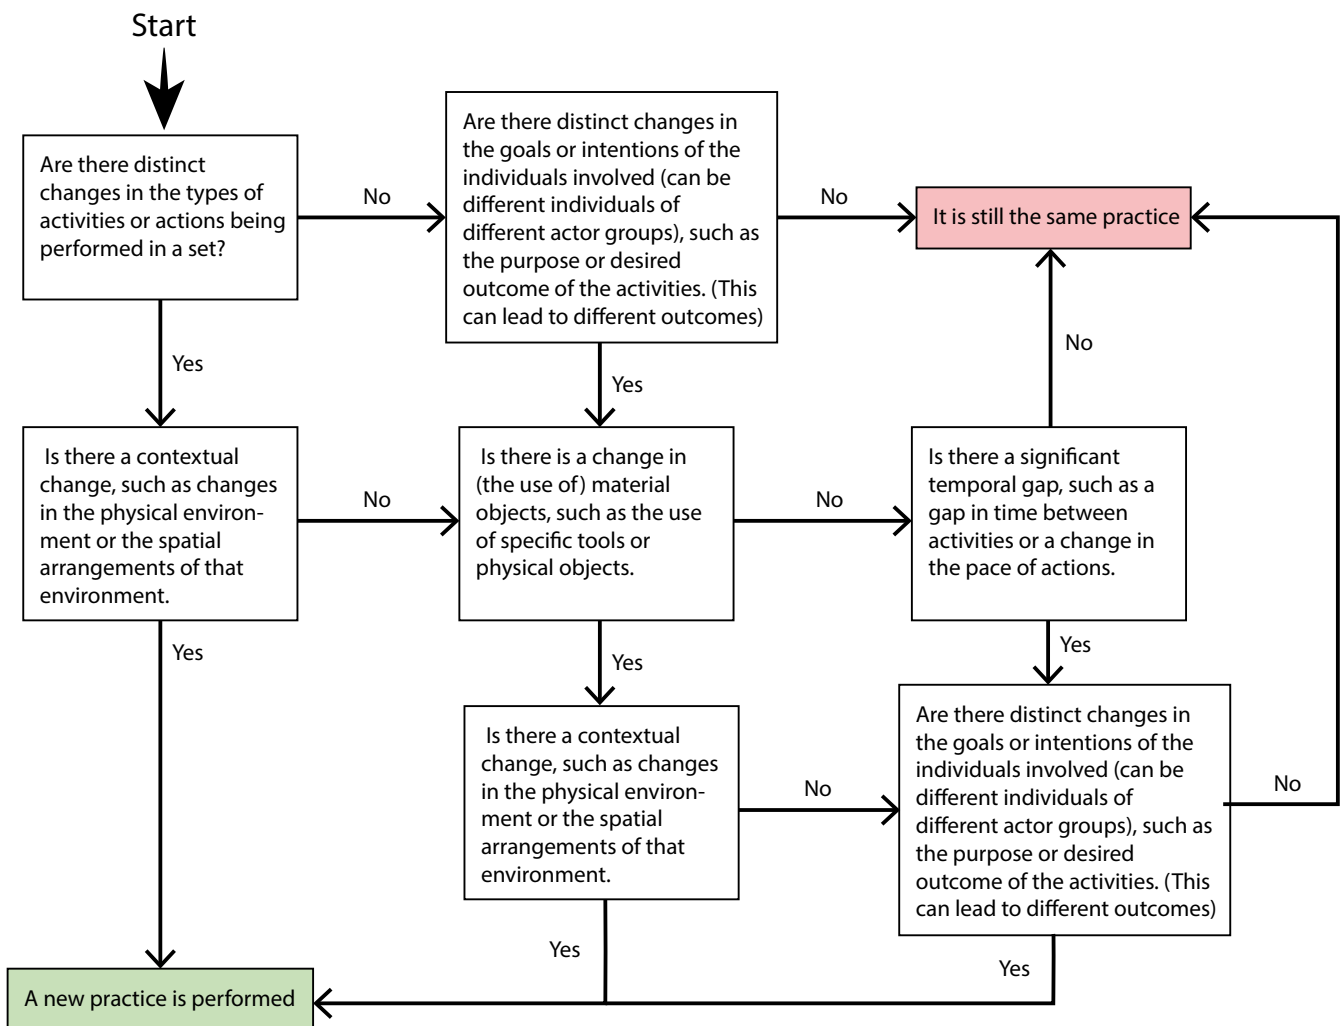 Start
Are there distinct
changes in the types of
activities or actions being
performed in a set?
No
Are there distinct changes in
the goals or intentions of the
individuals involved (can be
different individuals of
different actor groups), such as
the purpose or desired
outcome of the activities. (This
can lead to different outcomes)
No
It is still the same practice
Yes
Yes
No
Is there a contextual
change, such as changes
in the physical environ-
ment or the spatial
arrangements of that
environment.
No
Is there is a change in
(the use of) material
objects, such as the use
of specific tools or
physical objects.
No
Is there a significant
temporal gap, such as a
gap in time between
activities or a change in
the pace of actions.
Yes
Yes
Yes
Is there a contextual
change, such as changes
in the physical environ-
ment or the spatial
arrangements of that
environment.
No
Are there distinct changes in
the goals or intentions of the
individuals involved (can be
different individuals of
different actor groups), such as
the purpose or desired
outcome of the activities. (This
can lead to different outcomes)
No
Yes
Yes
A new practice is performed